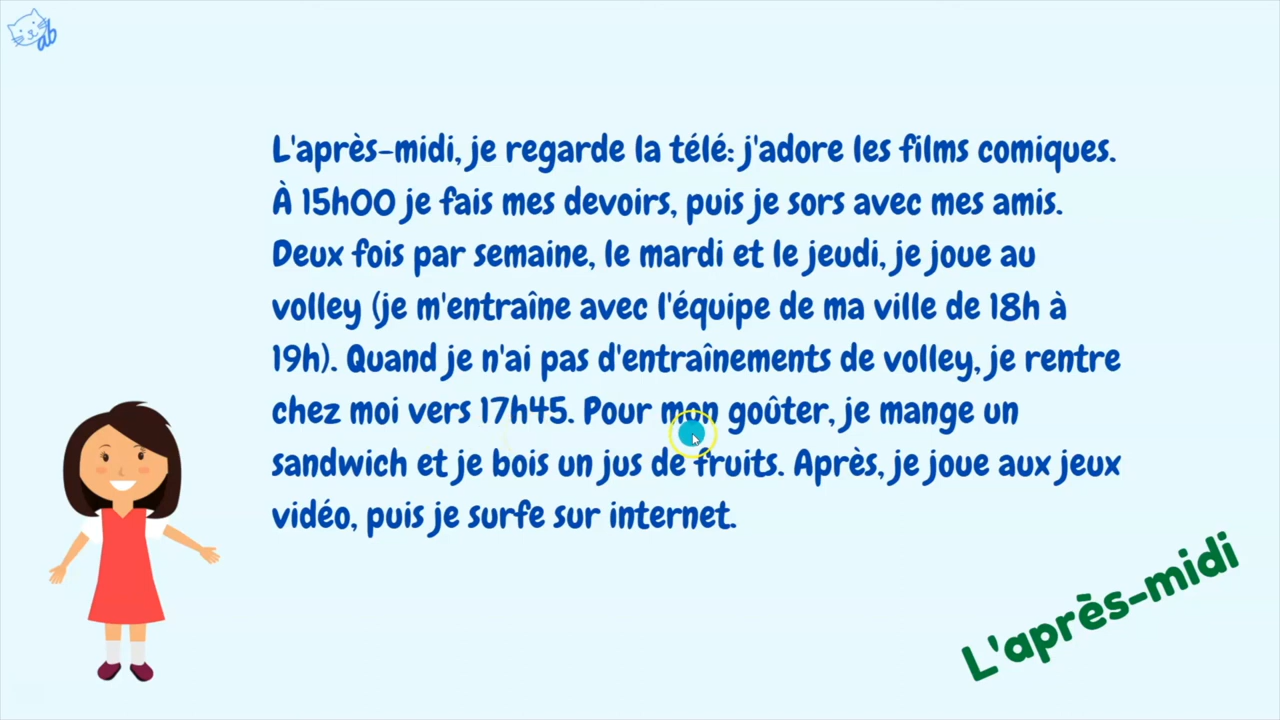 ab
L'après-midi, je regarde la télé: j'adore les films comiques.
À 15h00 je fais mes devoirs, puis je sors avec mes amis.
Deux fois par semaine, le mardi et le jeudi, je joue au
volley (je m'entraîne avec l'équipe de ma ville de 18h à
19h). Quand je n'ai pas d'entraînements de volley, je rentre
chez moi vers 17h45. Pour mon goûter, je mange un
sandwich et je bois un jus de fruits. Après, je joue aux jeux
vidéo, puis je surfe sur internet.
L'après-midi